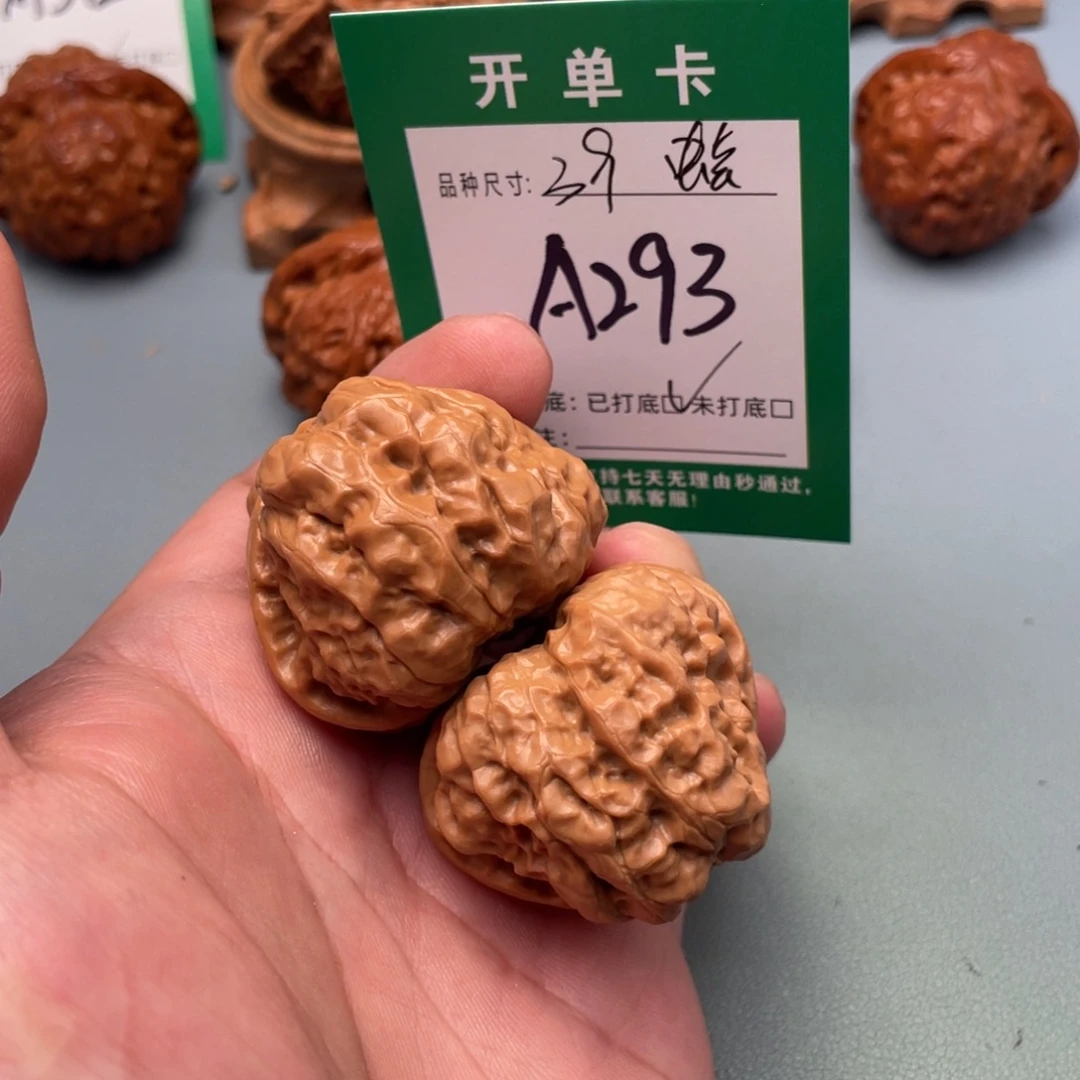 开单卡
品种尺寸: 39
A293
底: 已打底☑ 未打底□
持七天无理由秒通过,
联系客服!